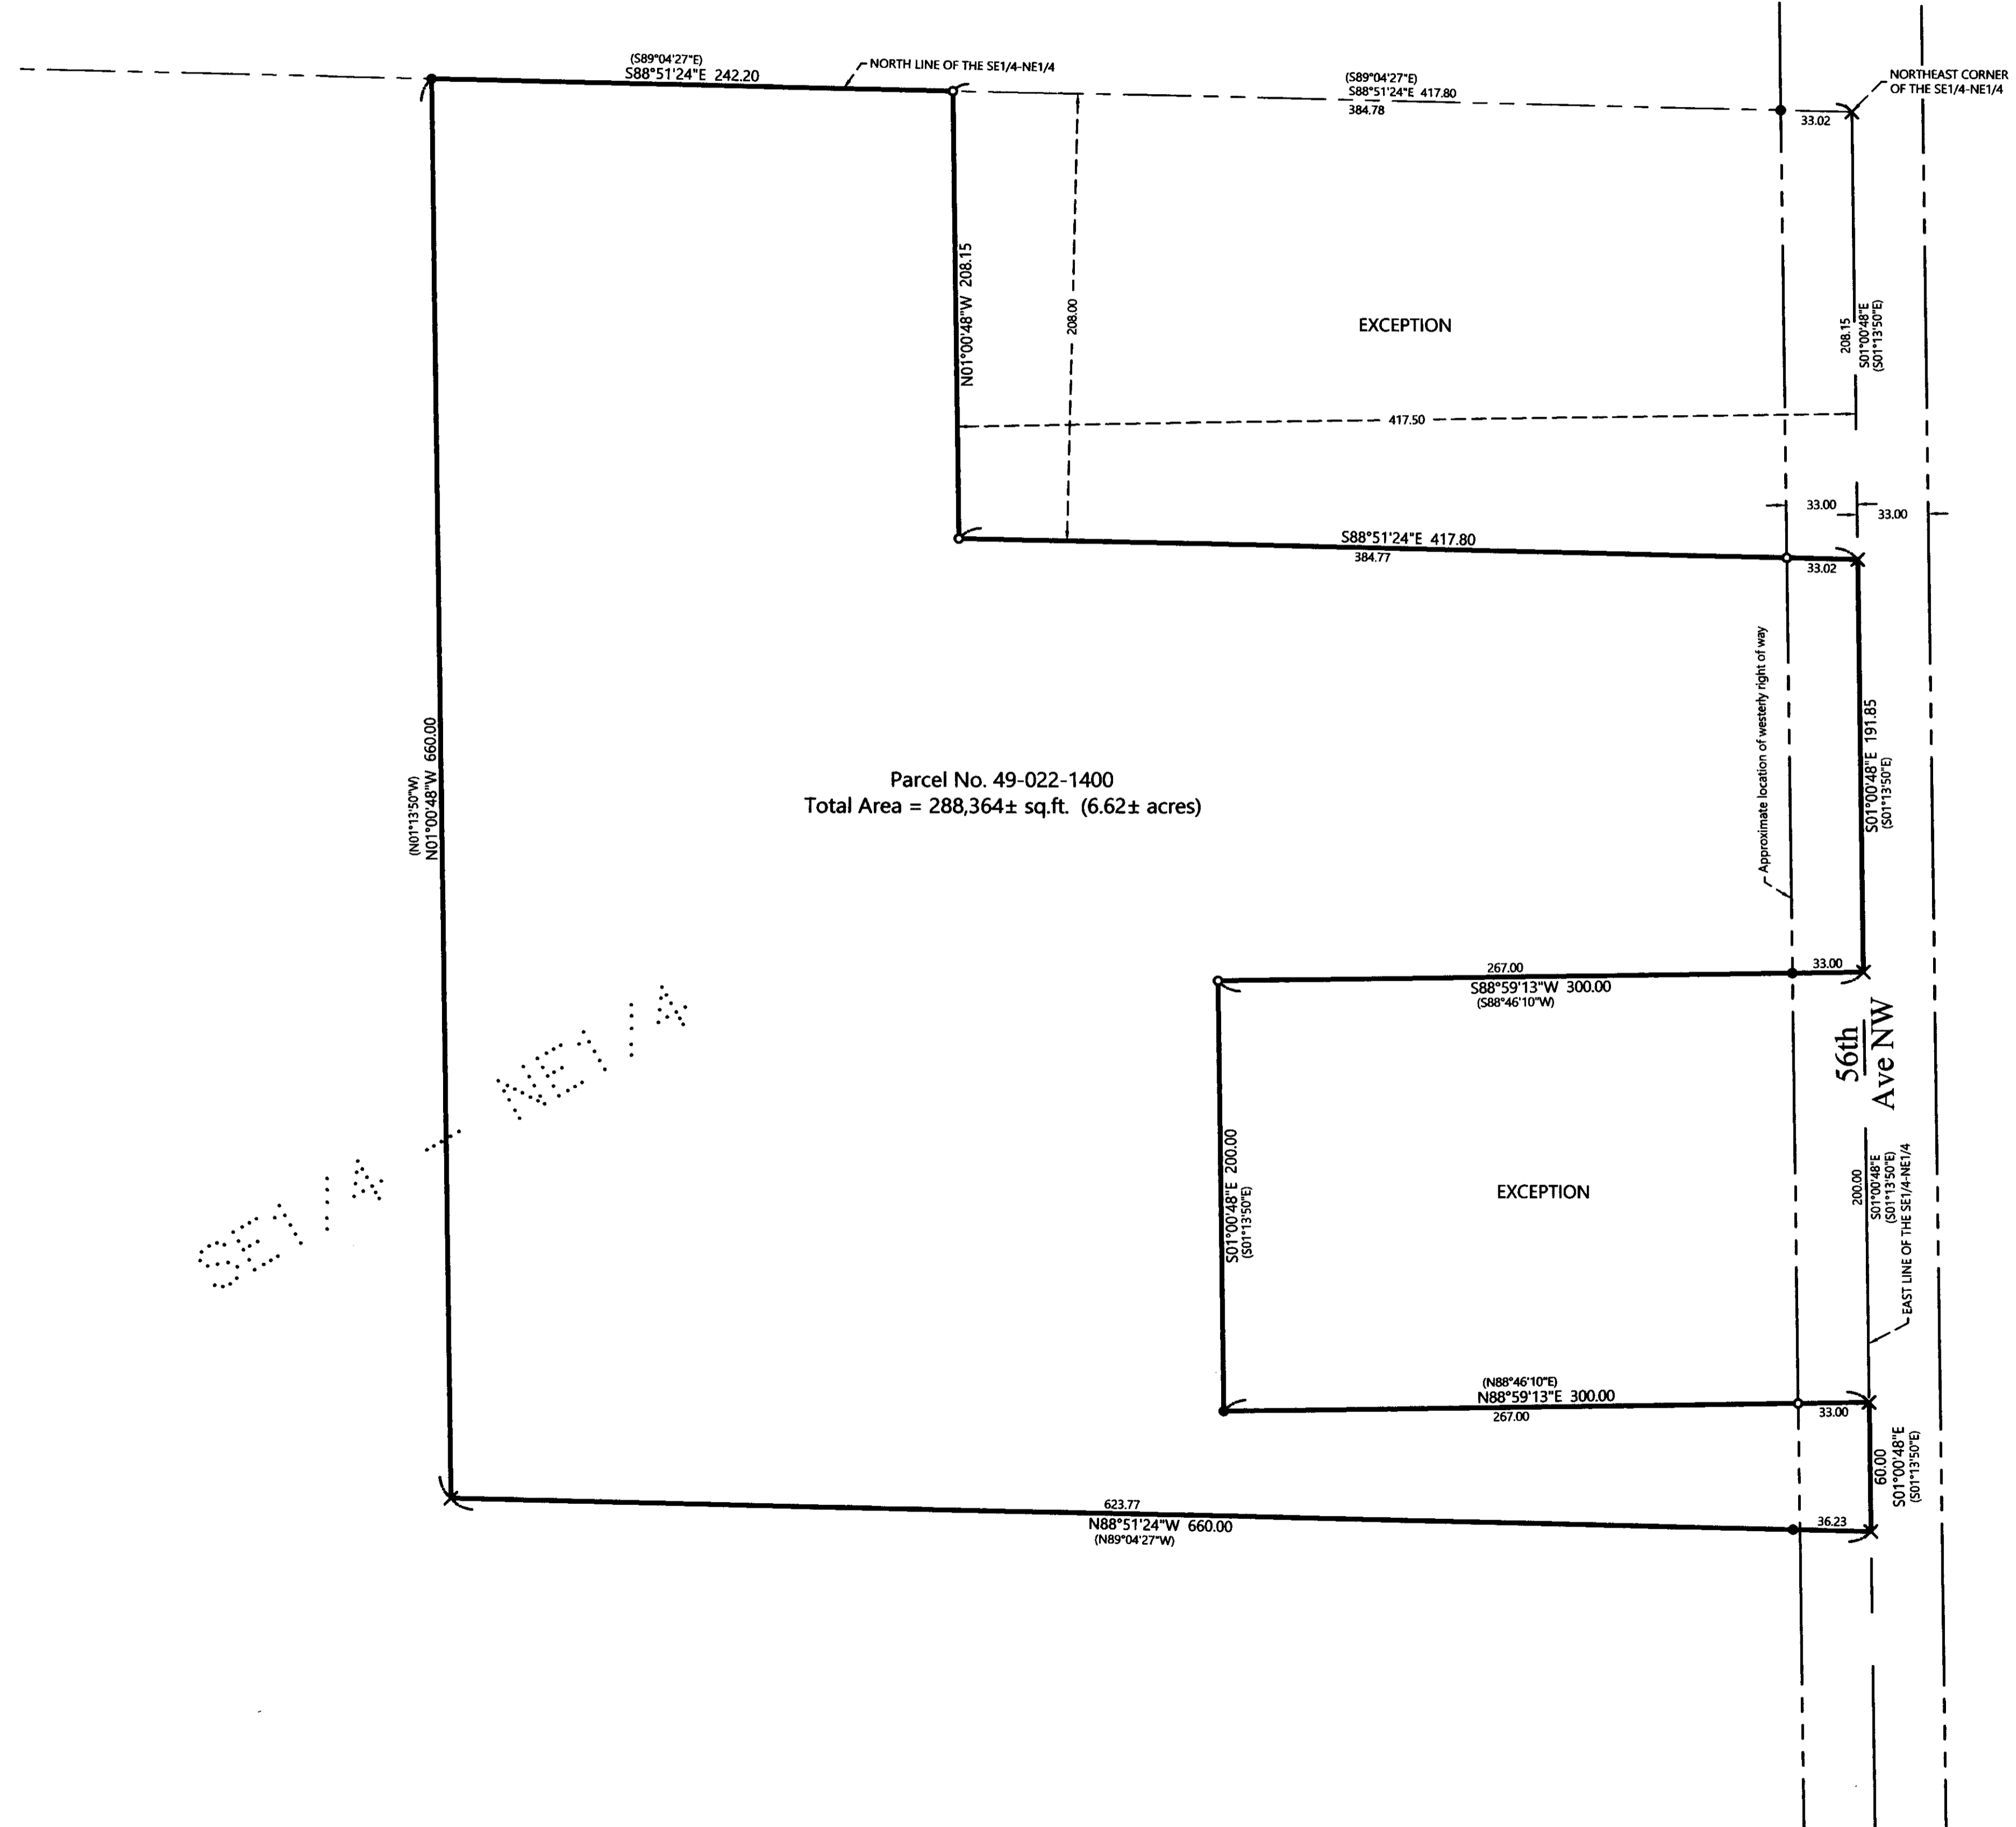 (S89°04'27"E)
S88°51'24"E 242.20
NORTH LINE OF THE SE1/4-NE1/4
(S89°04'27"E)
S88°51'24"E 417.80
384.78
33.02
NORTHEAST CORNER
OF THE SE1/4-NE1/4
N01°00'48"W 208.15
208.00
EXCEPTION
208.15
S01°00'48"E
(S01°13'50"E)
417.50
33.00
33.00
S88°51'24"E 417.80
384.77
33.02
Approximate location of westerly right of way
S01°00'48"E 191.85
(S01°13'50"E)
(N01°13'50"W)
N01°00'48"W 660.00
Parcel No. 49-022-1400
Total Area = 288,364± sq.ft. (6.62± acres)
267.00
33.00
S88°59'13"W 300.00
(S88°46'10"W)
SE1/4 - NE1/4
56th
Ave NW
S01°00'48"E 200.00
(S01°13'50"E)
EXCEPTION
200.00
S01°00'48"E
(S01°13'50"E)
EAST LINE OF THE SE1/4-NE1/4
(N88°46'10"E)
N88°59'13"E 300.00
267.00
33.00
60.00
S01°00'48"E
(S01°13'50"E)
623.77
N88°51'24"W 660.00
(N89°04'27"W)
36.23